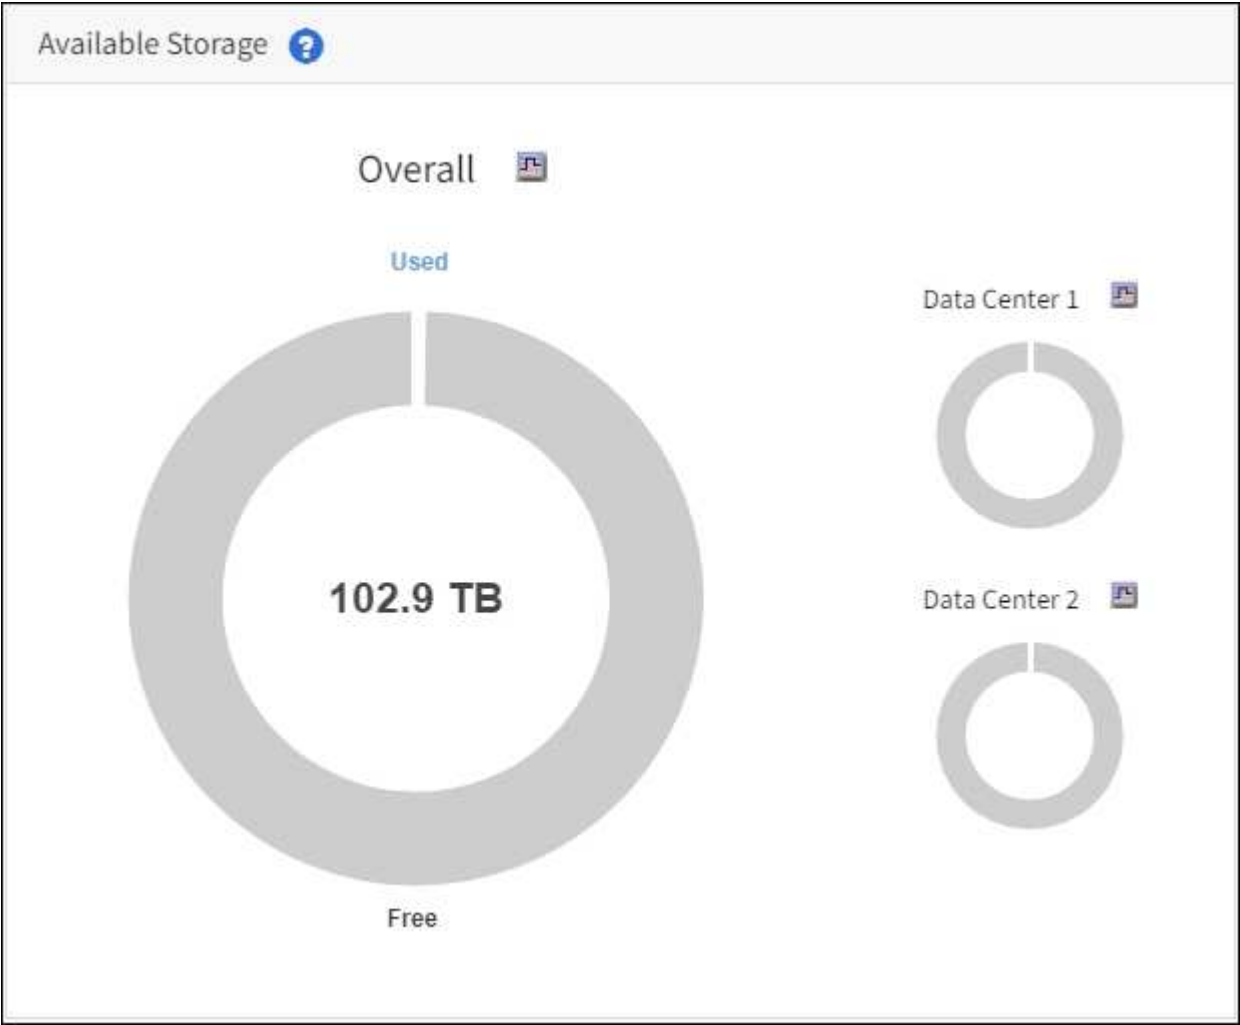 Available Storage ?
Overall
Used
102.9 TB
Free
Data Center 1
Data Center 2